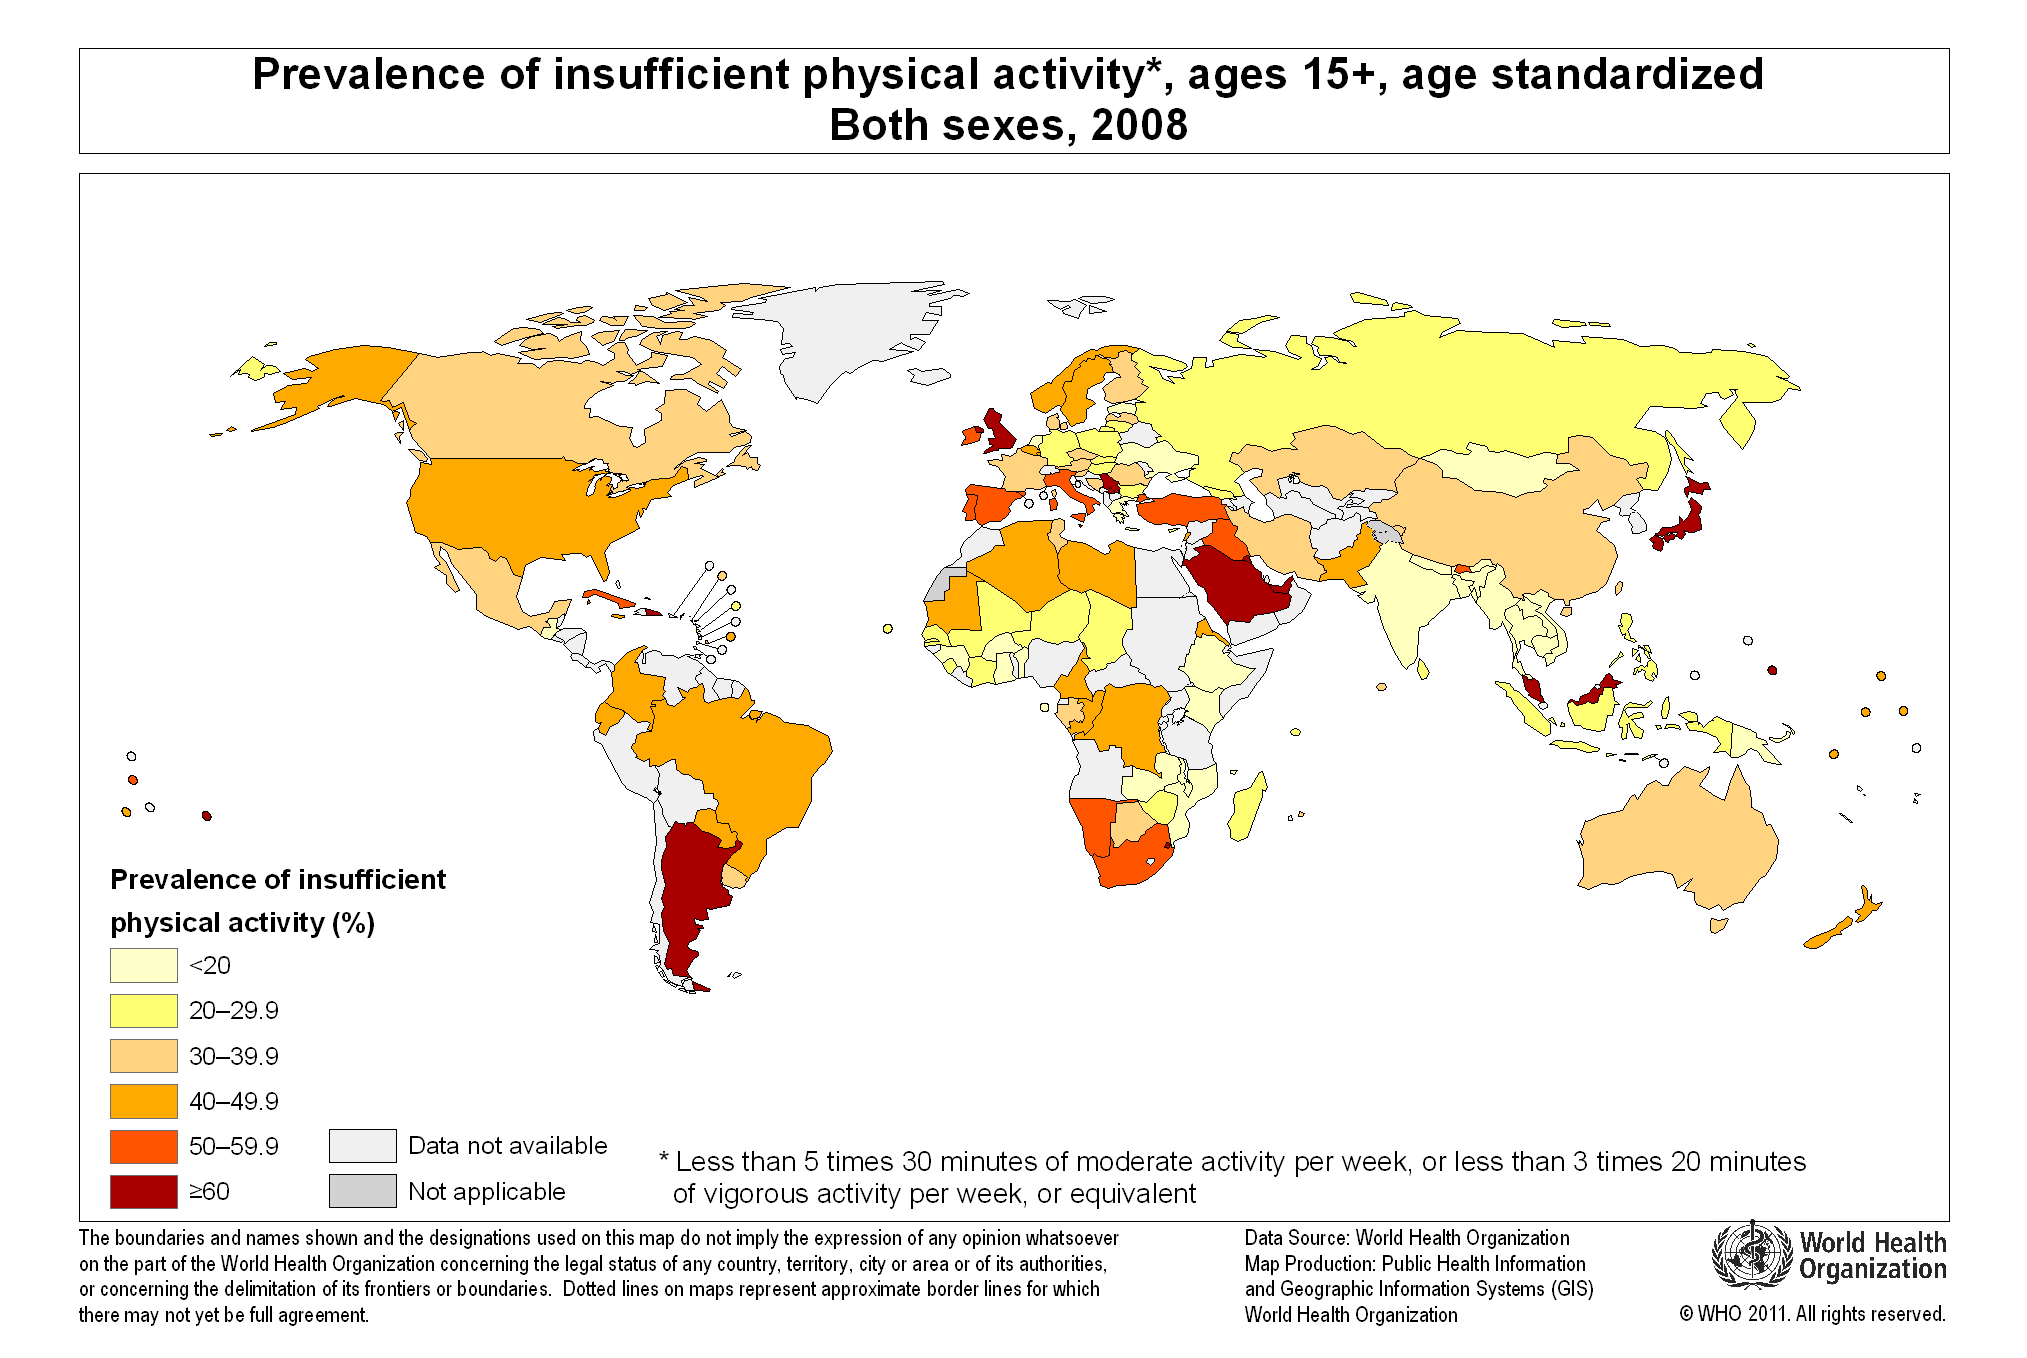 Prevalence of insufficient physical activity*, ages 15+, age standardized
Both sexes, 2008
Prevalence of insufficient
physical activity (%)
<20
20–29.9
30–39.9
40–49.9
50–59.9
≥60
Data not available
Not applicable
* Less than 5 times 30 minutes of moderate activity per week, or less than 3 times 20 minutes
of vigorous activity per week, or equivalent
The boundaries and names shown and the designations used on this map do not imply the expression of any opinion whatsoever
on the part of the World Health Organization concerning the legal status of any country, territory, city or area or of its authorities,
or concerning the delimitation of its frontiers or boundaries.  Dotted lines on maps represent approximate border lines for which
there may not yet be full agreement.
Data Source: World Health Organization
Map Production: Public Health Information
and Geographic Information Systems (GIS)
World Health Organization
World Health
Organization
© WHO 2011. All rights reserved.